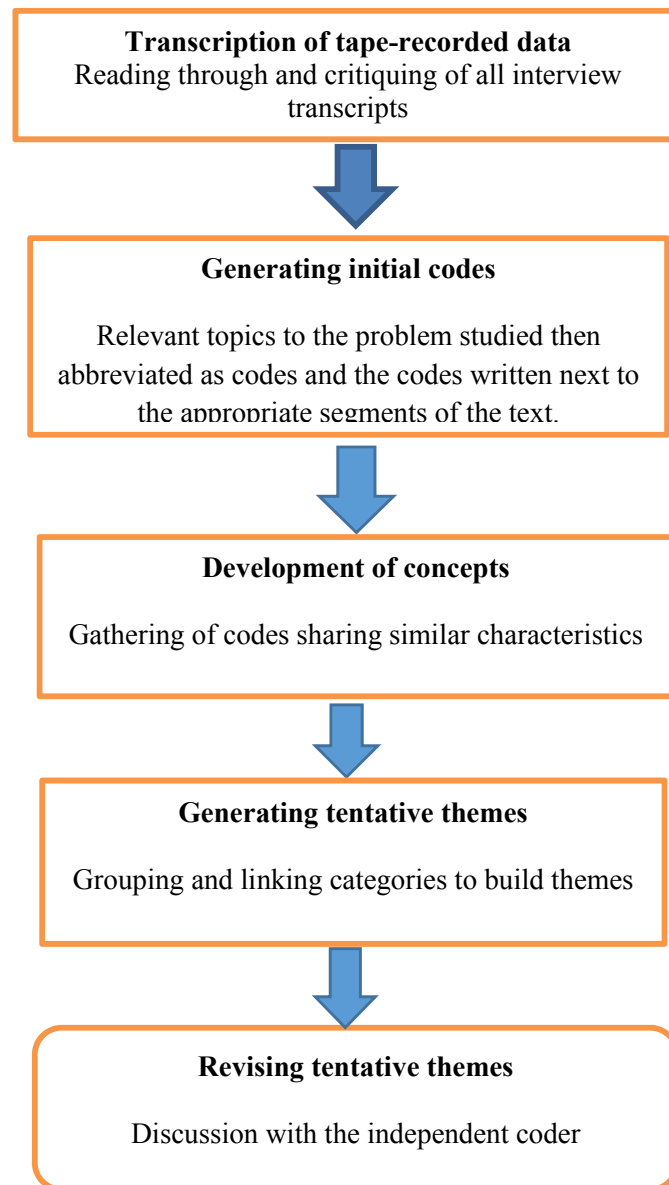 Transcription of tape-recorded data
Reading through and critiquing of all interview
transcripts
Generating initial codes
Relevant topics to the problem studied then
abbreviated as codes and the codes written next to
the appropriate segments of the text.
Development of concepts
Gathering of codes sharing similar characteristics
Generating tentative themes
Grouping and linking categories to build themes
Revising tentative themes
Discussion with the independent coder